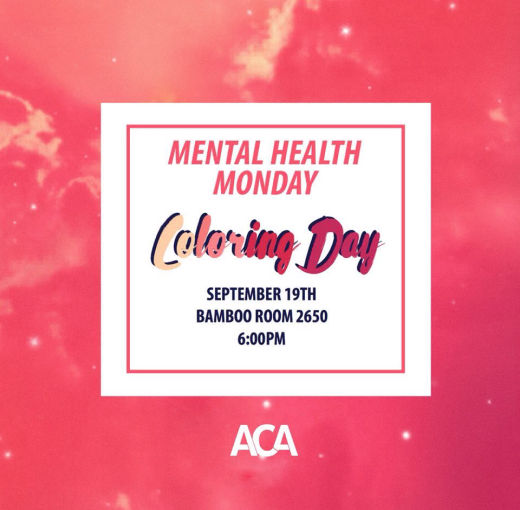 MENTAL HEALTH
MONDAY
Coloring Day
SEPTEMBER 19TH
BAMBOO ROOM 2650
6:00PM
ACA